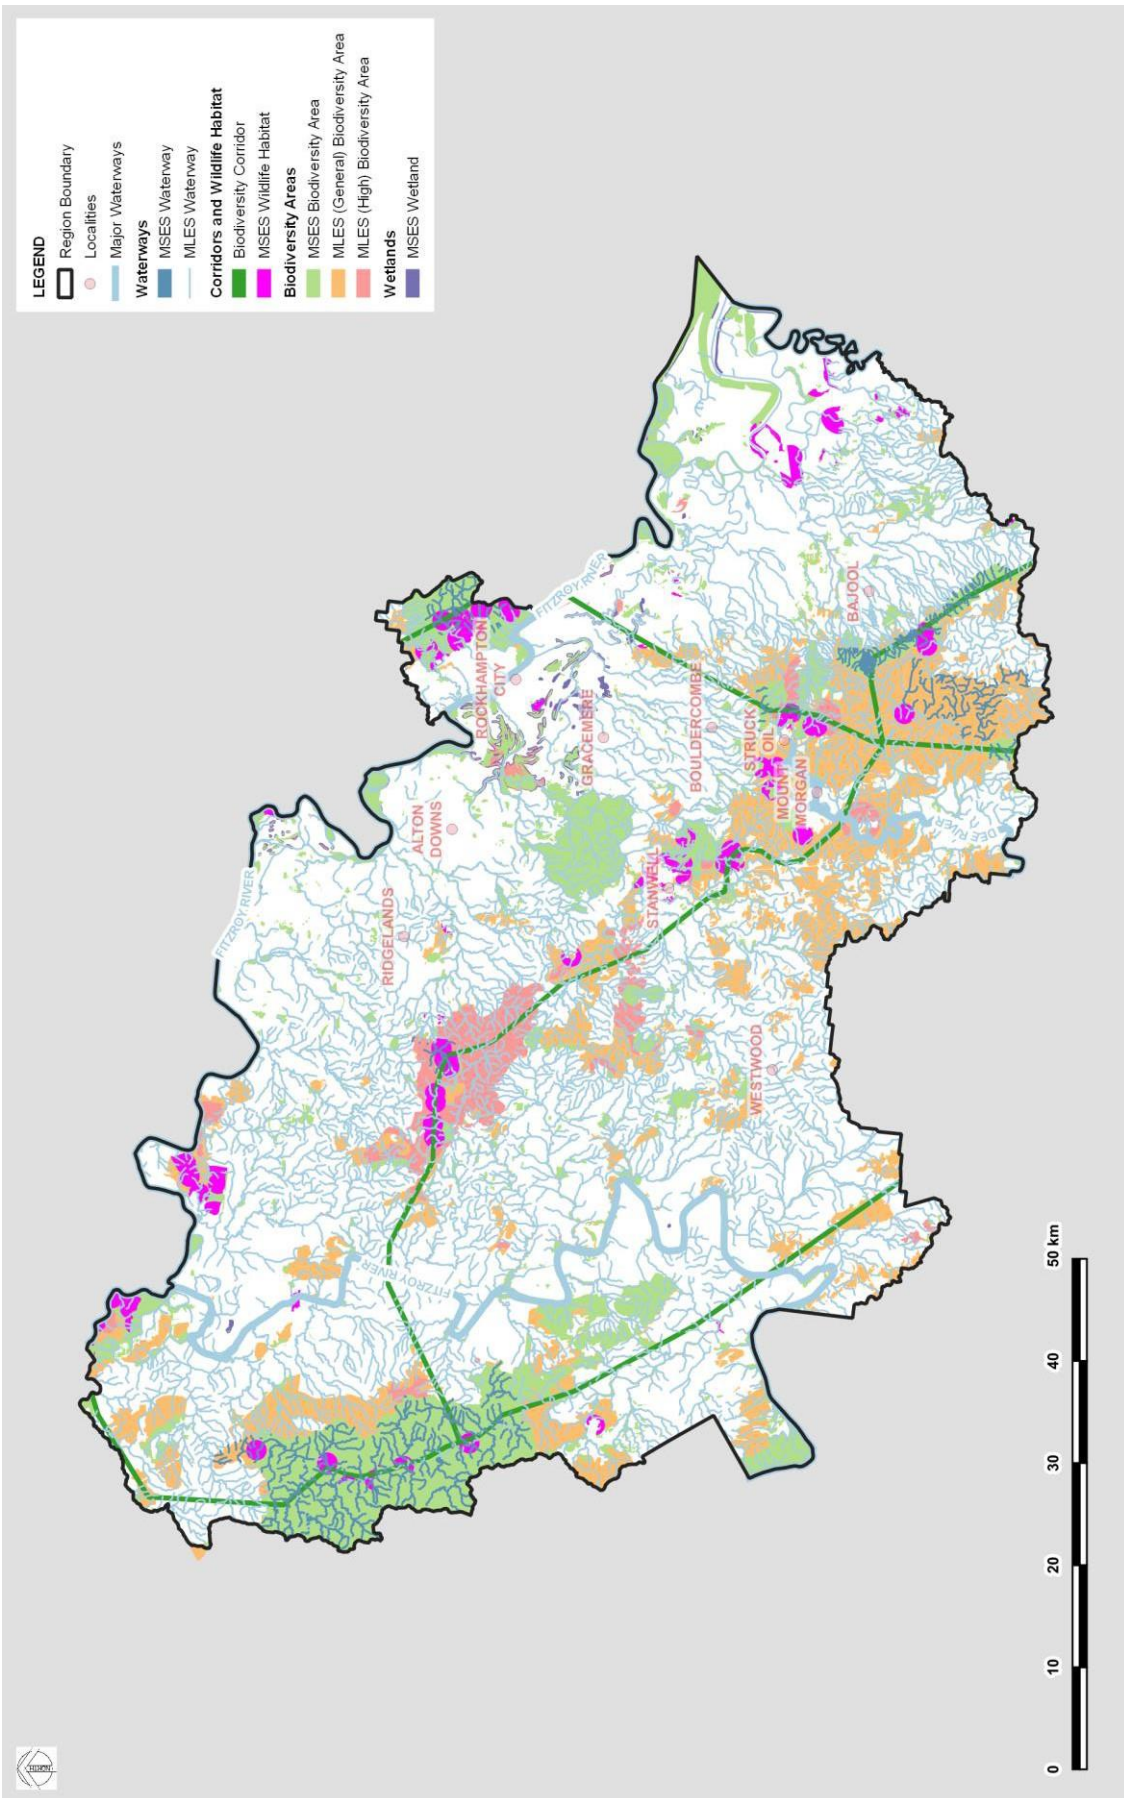 LEGEND
Region Boundary
Localities
Major Waterways
Waterways
MSES Waterway
MLES Waterway
Corridors and Wildlife Habitat
Biodiversity Corridor
MSES Wildlife Habitat
Biodiversity Areas
MSES Biodiversity Area
MLES (General) Biodiversity Area
MLES (High) Biodiversity Area
Wetlands
MSES Wetland
FITZROY RIVER
RIDGELANDS
ALTON
DOWNS
ROCKHAMPTON
CITY
FITZROY RIVER
GRACEMERE
FITZROY RIVER
STANWELL
BOULDERCOMBE
STRUCK
OIL
WESTWOOD
MOUNT
MORGAN
BAJOOL
DEE RIVER
0 10 20 30 40 50 km
NORTH